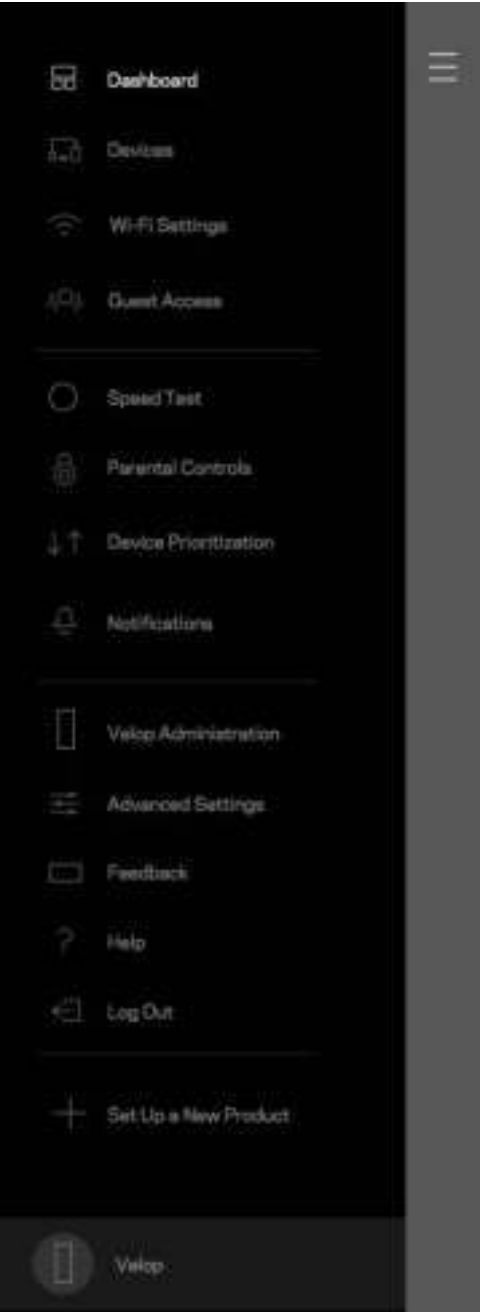 Dashboard
Devices
Wi-Fi Settings
Guest Access
Speed Test
Parental Controls
Device Prioritization
Notifications
Velop Administration
Advanced Settings
Feedback
? Help
Log Out
Set Up a New Product
Velop